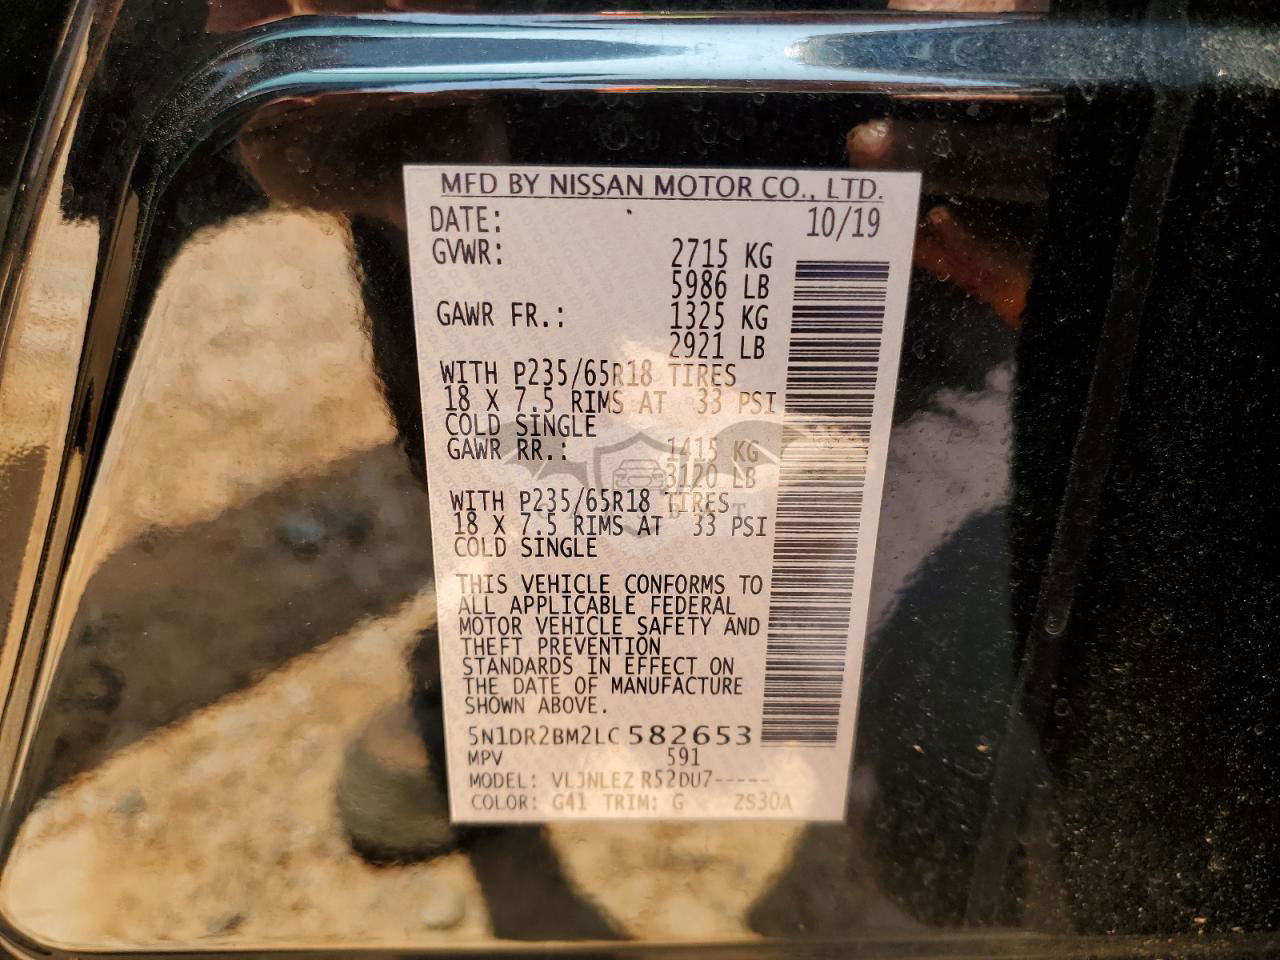 MFD BY NISSAN MOTOR CO., LTD.
DATE: 10/19
GVWR: 2715 KG
5986 LB
GAWR FR.: 1325 KG
2921 LB
WITH P235/65R18 TIRES
18 X 7.5 RIMS AT 33 PSI
COLD SINGLE
GAWR RR.: 1415 KG
3120 LB
WITH P235/65R18 TIRES
18 X 7.5 RIMS AT 33 PSI
COLD SINGLE
THIS VEHICLE CONFORMS TO
ALL APPLICABLE FEDERAL
MOTOR VEHICLE SAFETY AND
THEFT PREVENTION
STANDARDS IN EFFECT ON
THE DATE OF MANUFACTURE
SHOWN ABOVE.
5N1DR2BM2LC 582653
MPV 591
MODEL: VLJNLEZ R52DU7-----
COLOR: G41 TRIM: G ZS30A